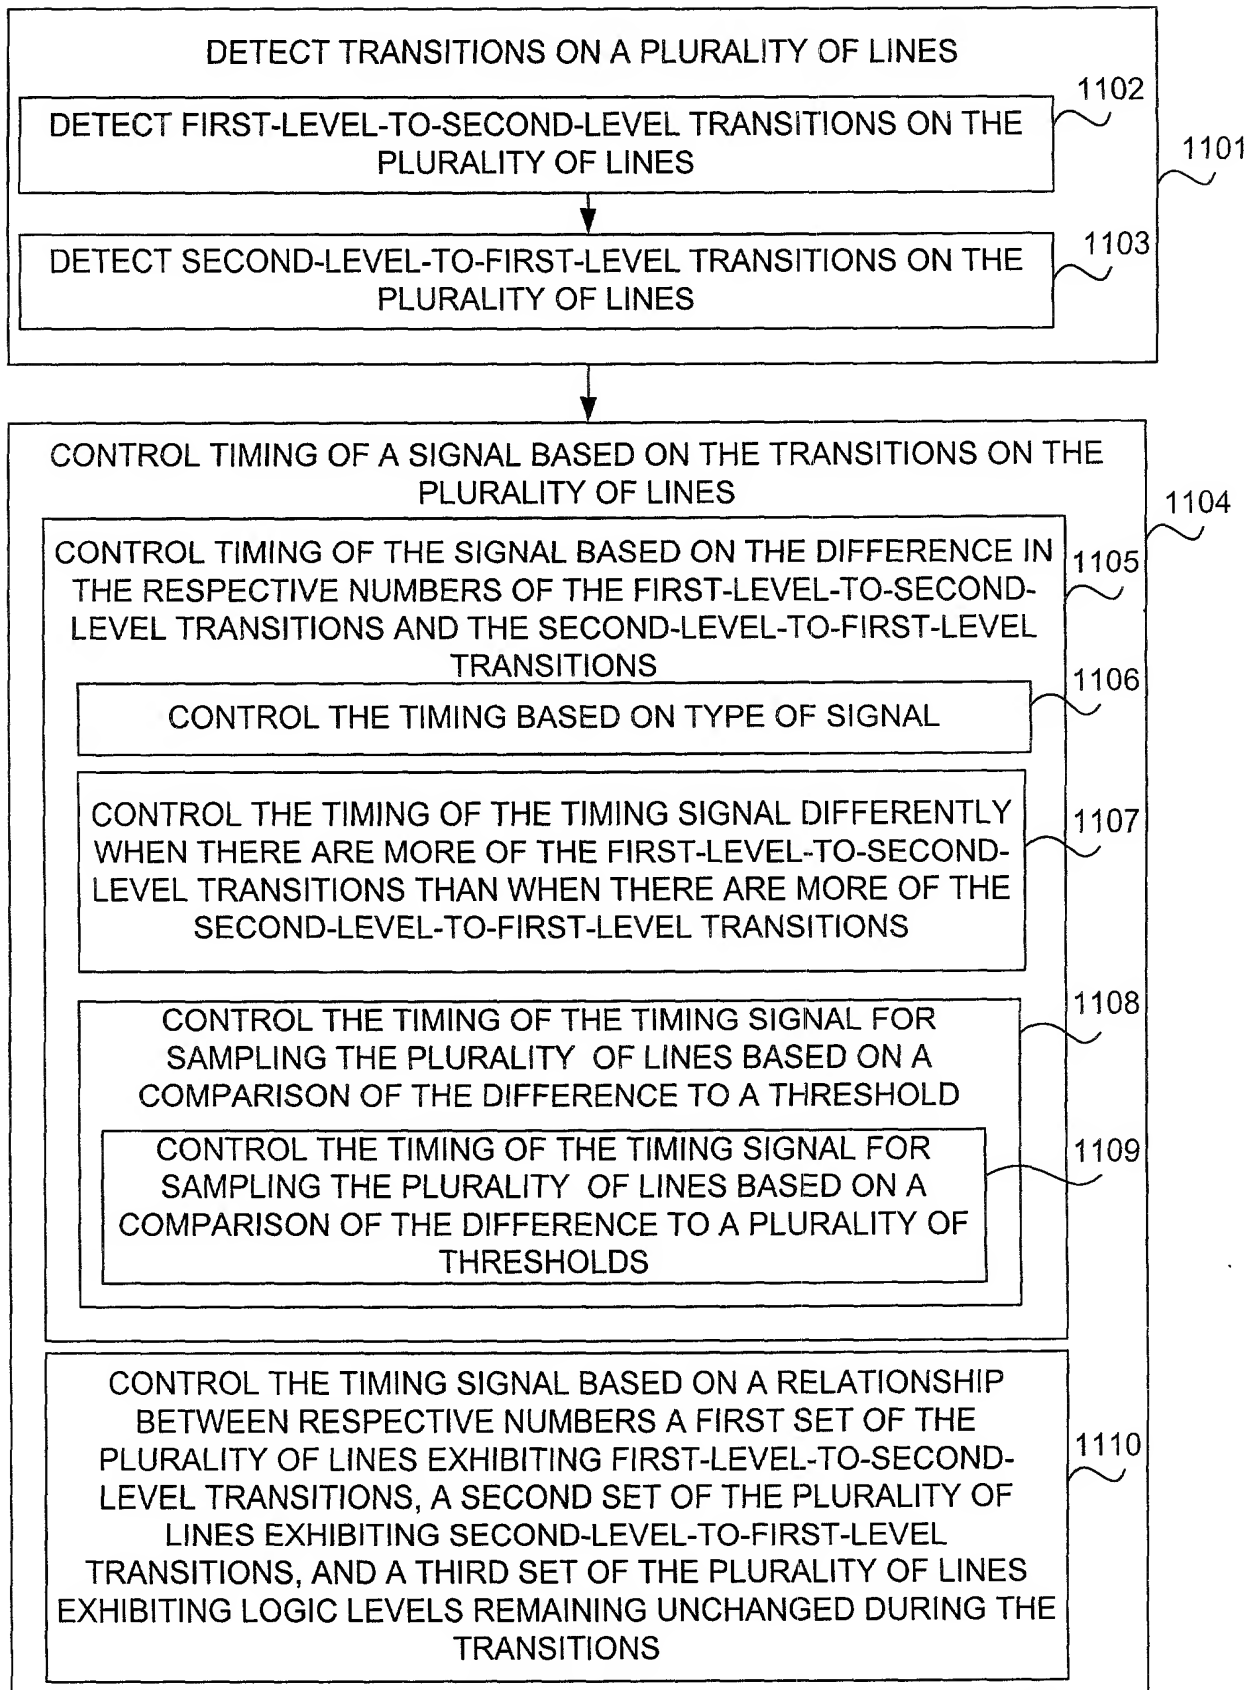 DETECT TRANSITIONS ON A PLURALITY OF LINES
1102
DETECT FIRST-LEVEL-TO-SECOND-LEVEL TRANSITIONS ON THE
PLURALITY OF LINES
1101
1103
DETECT SECOND-LEVEL-TO-FIRST-LEVEL TRANSITIONS ON THE
PLURALITY OF LINES
CONTROL TIMING OF A SIGNAL BASED ON THE TRANSITIONS ON THE
PLURALITY OF LINES
1104
CONTROL TIMING OF THE SIGNAL BASED ON THE DIFFERENCE IN
THE RESPECTIVE NUMBERS OF THE FIRST-LEVEL-TO-SECOND-
LEVEL TRANSITIONS AND THE SECOND-LEVEL-TO-FIRST-LEVEL
TRANSITIONS
1105
1106
CONTROL THE TIMING BASED ON TYPE OF SIGNAL
CONTROL THE TIMING OF THE TIMING SIGNAL DIFFERENTLY
WHEN THERE ARE MORE OF THE FIRST-LEVEL-TO-SECOND-
LEVEL TRANSITIONS THAN WHEN THERE ARE MORE OF THE
SECOND-LEVEL-TO-FIRST-LEVEL TRANSITIONS
1107
1108
CONTROL THE TIMING OF THE TIMING SIGNAL FOR
SAMPLING THE PLURALITY OF LINES BASED ON A
COMPARISON OF THE DIFFERENCE TO A THRESHOLD
1109
CONTROL THE TIMING OF THE TIMING SIGNAL FOR
SAMPLING THE PLURALITY OF LINES BASED ON A
COMPARISON OF THE DIFFERENCE TO A PLURALITY OF
THRESHOLDS
CONTROL THE TIMING SIGNAL BASED ON A RELATIONSHIP
BETWEEN RESPECTIVE NUMBERS A FIRST SET OF THE
PLURALITY OF LINES EXHIBITING FIRST-LEVEL-TO-SECOND-
LEVEL TRANSITIONS, A SECOND SET OF THE PLURALITY OF
LINES EXHIBITING SECOND-LEVEL-TO-FIRST-LEVEL
TRANSITIONS, AND A THIRD SET OF THE PLURALITY OF LINES
EXHIBITING LOGIC LEVELS REMAINING UNCHANGED DURING THE
TRANSITIONS
1110